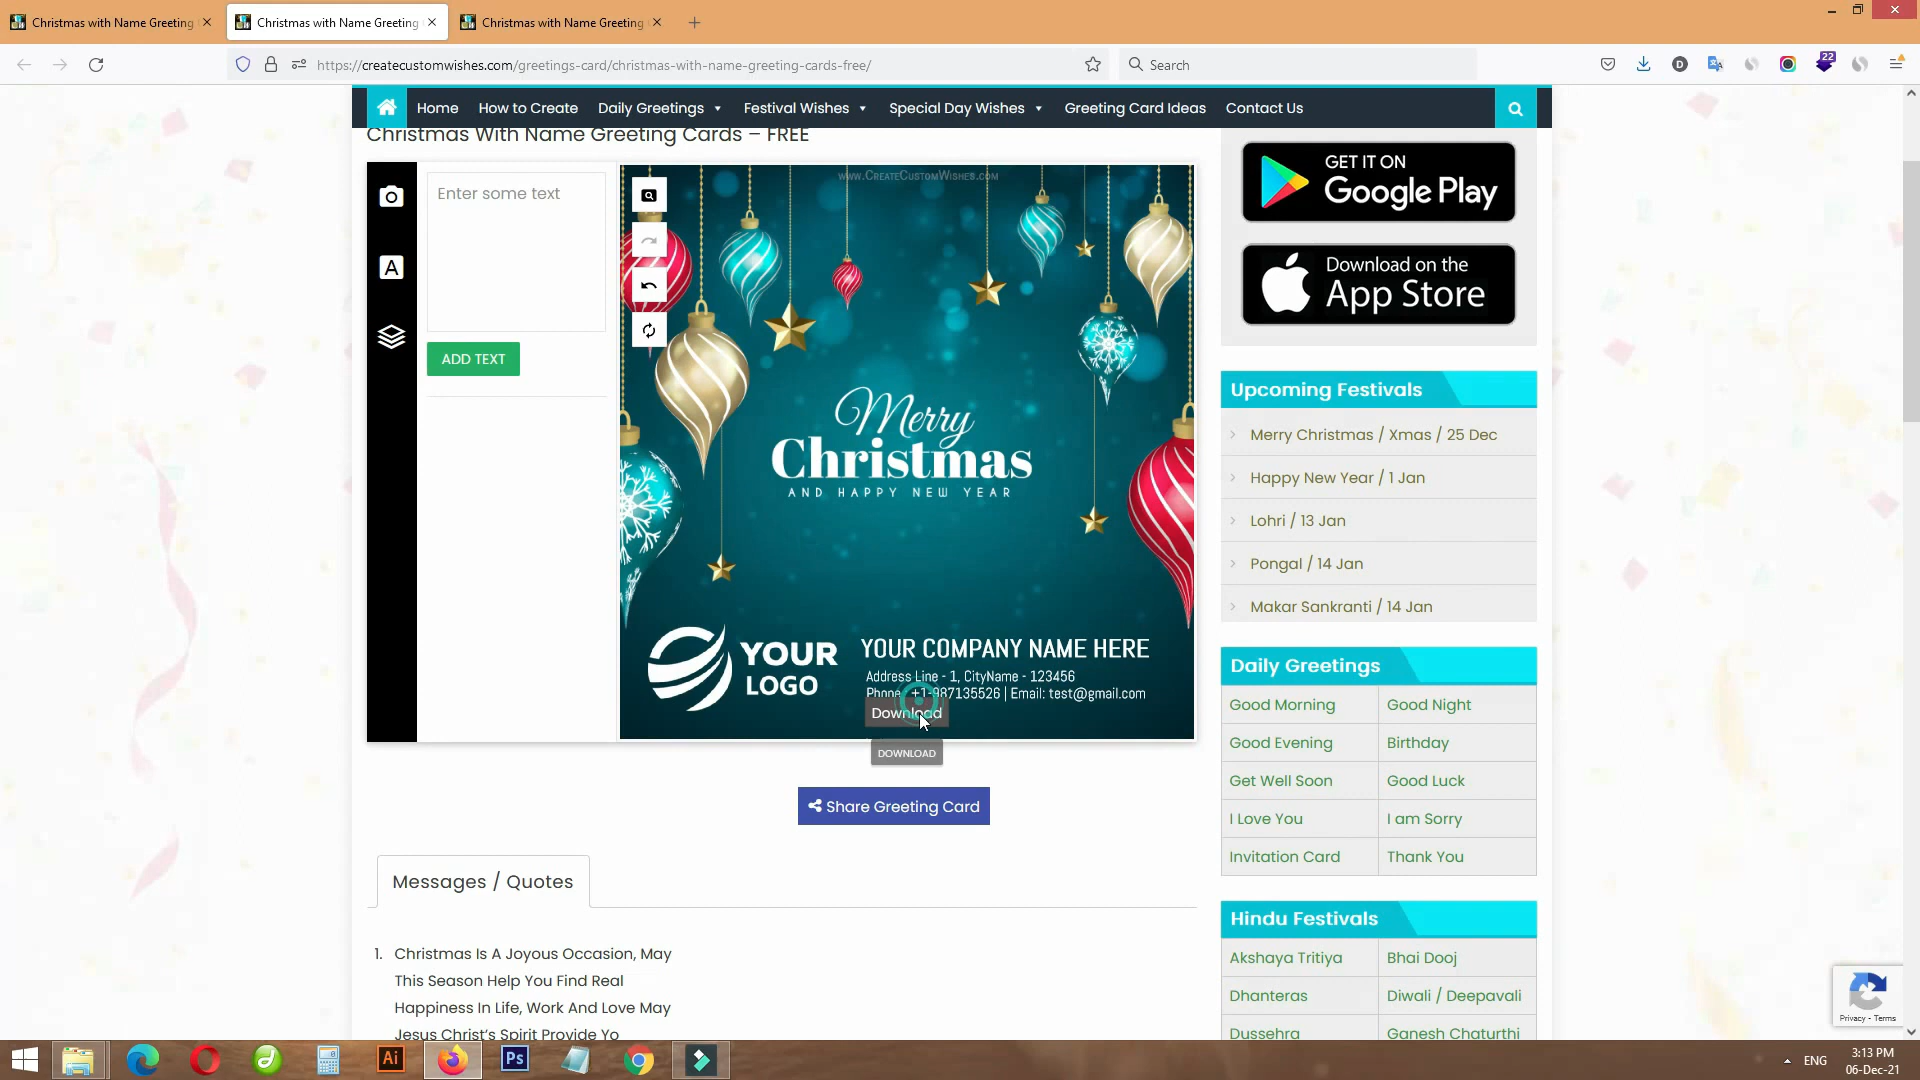 Christmas with Name Greeting
Christmas with Name Greeting
Christmas with Name Greeting
https://createcustomwishes.com/greetings-card/christmas-with-name-greeting-cards-free/
Search
22
Home How to Create Daily Greetings Festival Wishes Special Day Wishes Greeting Card Ideas Contact Us
Christmas With Name Greeting Cards – FREE
Enter some text
ADD TEXT
www.CreateCustomWishes.com
Merry
Christmas
AND HAPPY NEW YEAR
YOUR
LOGO
YOUR COMPANY NAME HERE
Address Line - 1, CityName - 123456
Phone : +1-987135526 | Email: test@gmail.com
Download
DOWNLOAD
Share Greeting Card
Messages / Quotes
1. Christmas Is A Joyous Occasion, May
This Season Help You Find Real
Happiness In Life, Work And Love May
Jesus Christ's Spirit Provide Yo
GET IT ON
Google Play
Download on the
App Store
Upcoming Festivals
Merry Christmas / Xmas / 25 Dec
Happy New Year / 1 Jan
Lohri / 13 Jan
Pongal / 14 Jan
Makar Sankranti / 14 Jan
Daily Greetings
Good Morning Good Night
Good Evening Birthday
Get Well Soon Good Luck
I Love You I am Sorry
Invitation Card Thank You
Hindu Festivals
Akshaya Tritiya Bhai Dooj
Dhanteras Diwali / Deepavali
Dussehra Ganesh Chaturthi
Privacy - Terms
Ai
Ps
ENG
3:13 PM
06-Dec-21